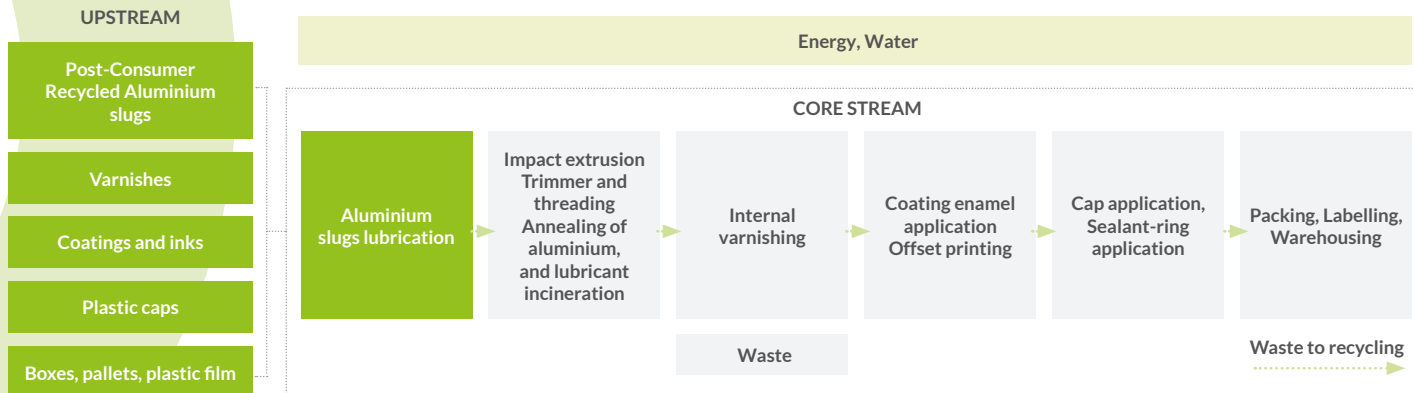 UPSTREAM
Post-Consumer
Recycled Aluminium
slugs
Varnishes
Coatings and inks
Plastic caps
Boxes, pallets, plastic film
Energy, Water
CORE STREAM
Aluminium
slugs lubrication
Impact extrusion
Trimmer and
threading
Annealing of
aluminium,
and lubricant
incineration
Internal
varnishing
Coating enamel
application
Offset printing
Cap application,
Sealant-ring
application
Packing, Labelling,
Warehousing
Waste
Waste to recycling